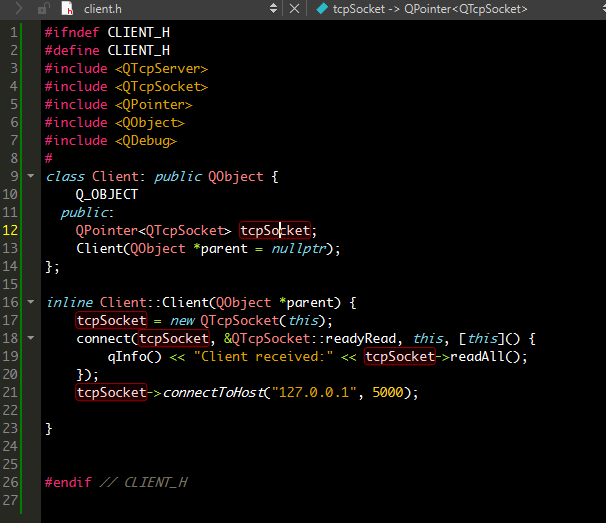 client.h
tcpSocket -> QPointer<QTcpSocket>
1 #ifndef CLIENT_H
2 #define CLIENT_H
3 #include <QTcpServer>
4 #include <QTcpSocket>
5 #include <QPointer>
6 #include <QObject>
7 #include <QDebug>
8 #
9 class Client: public QObject {
10     Q_OBJECT
11   public:
12     QPointer<QTcpSocket> tcpSocket;
13     Client(QObject *parent = nullptr);
14 };
15
16 inline Client::Client(QObject *parent) {
17     tcpSocket = new QTcpSocket(this);
18     connect(tcpSocket, &QTcpSocket::readyRead, this, [this]() {
19         qInfo() << "Client received:" << tcpSocket->readAll();
20     });
21     tcpSocket->connectToHost("127.0.0.1", 5000);
22
23 }
24
25
26 #endif // CLIENT_H
27